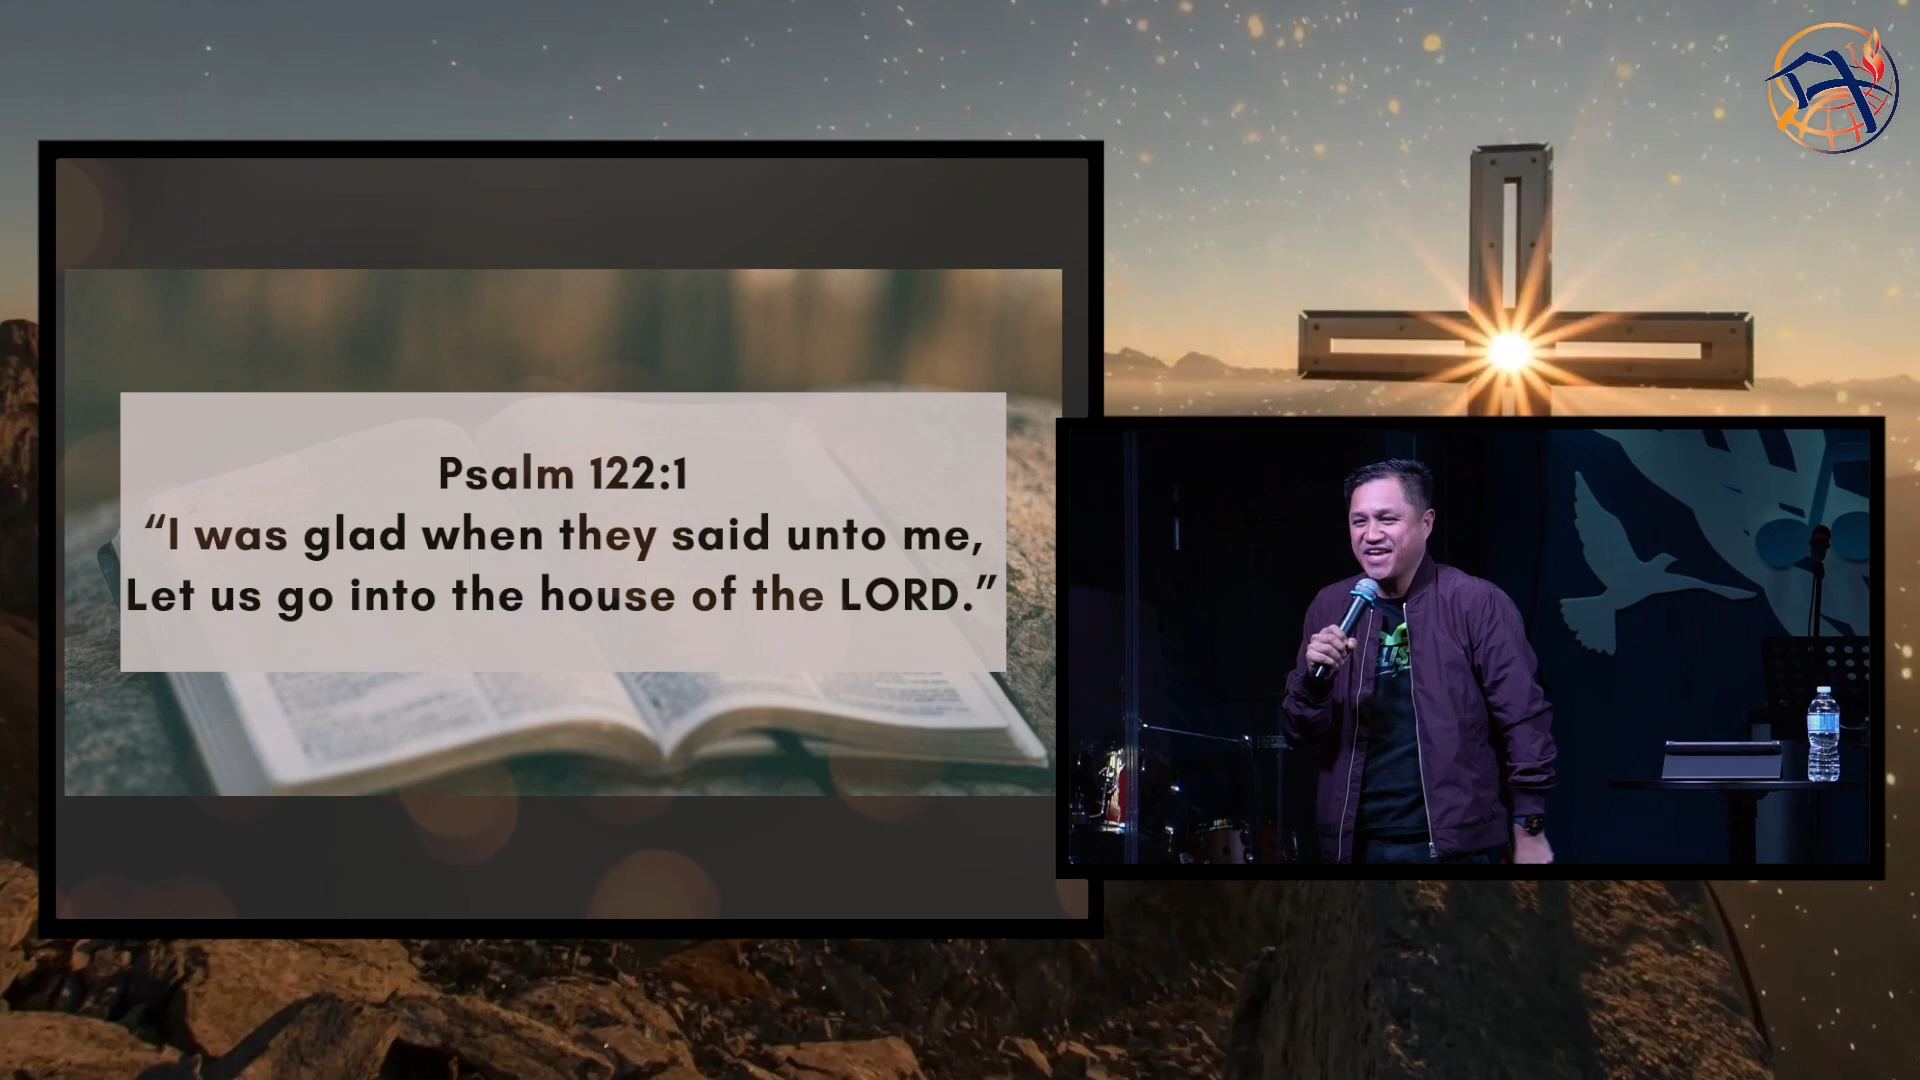 Psalm 122:1
“I was glad when they said unto me,
Let us go into the house of the LORD.”